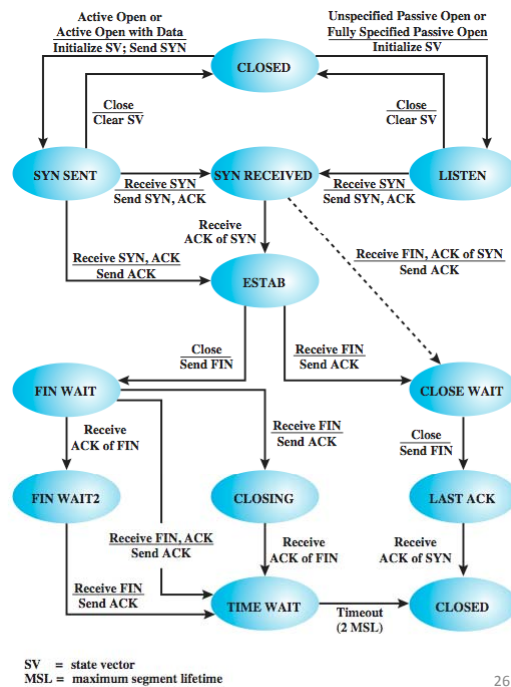 Active Open or
Active Open with Data
Initialize SV; Send SYN
Unspecified Passive Open or
Fully Specified Passive Open
Initialize SV
CLOSED
Close
Clear SV
Close
Clear SV
SYN SENT
SYN RECEIVED
LISTEN
Receive SYN
Send SYN, ACK
Receive SYN
Send SYN, ACK
Receive
ACK of SYN
Receive SYN, ACK
Send ACK
Receive FIN, ACK of SYN
Send ACK
ESTAB
Close
Send FIN
Receive FIN
Send ACK
FIN WAIT
CLOSE WAIT
Receive
ACK of FIN
Receive FIN
Send ACK
Close
Send FIN
FIN WAIT2
CLOSING
LAST ACK
Receive FIN, ACK
Send ACK
Receive
ACK of FIN
Receive
ACK of SYN
Receive FIN
Send ACK
TIME WAIT
Timeout
(2 MSL)
CLOSED
SV = state vector
MSL = maximum segment lifetime
26